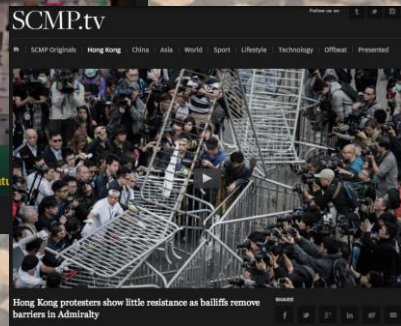 SCMP.tv
Follow us on
SCMP Originals Hong Kong China Asia World Sport Lifestyle Technology Offbeat Presented
Hong Kong protesters show little resistance as bailiffs remove
barriers in Admiralty
SHARE